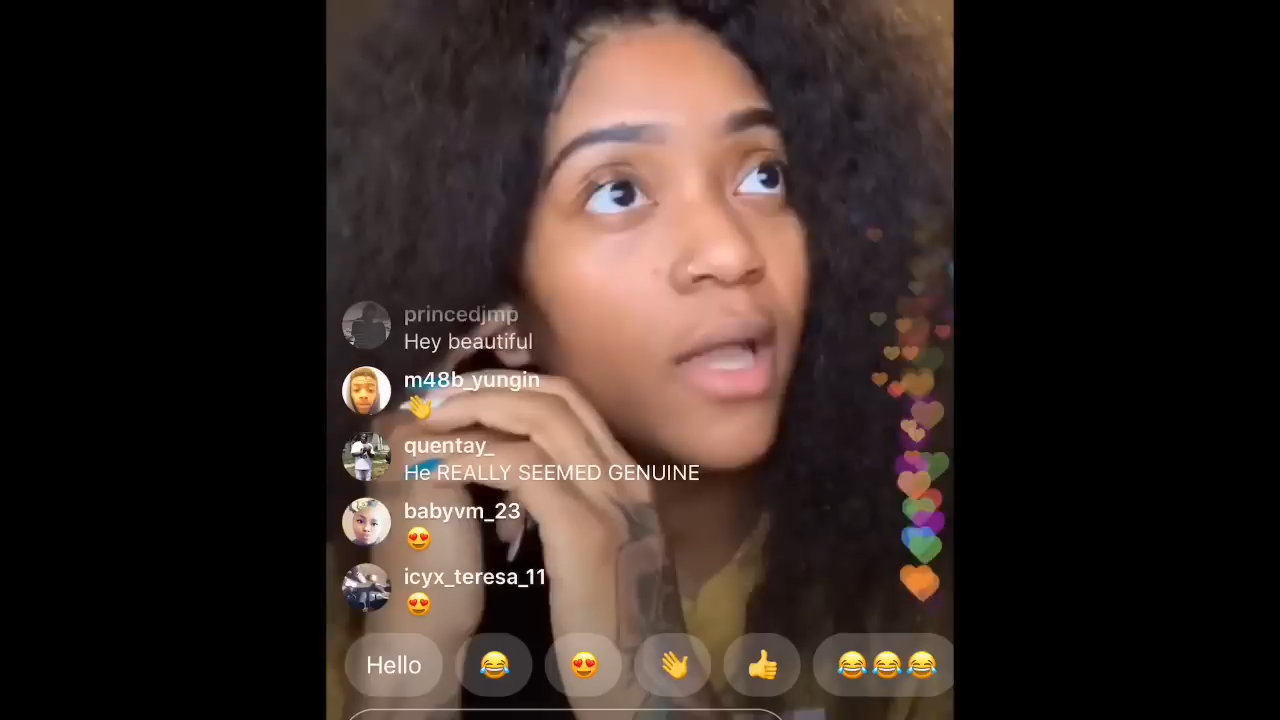 princedjmp
Hey beautiful
m48b_yungin
👋
quentay_
He REALLY SEEMED GENUINE
babyvm_23
😍
icyx_teresa_11
😍
Hello 😂 😍 👋 👍 😂😂😂